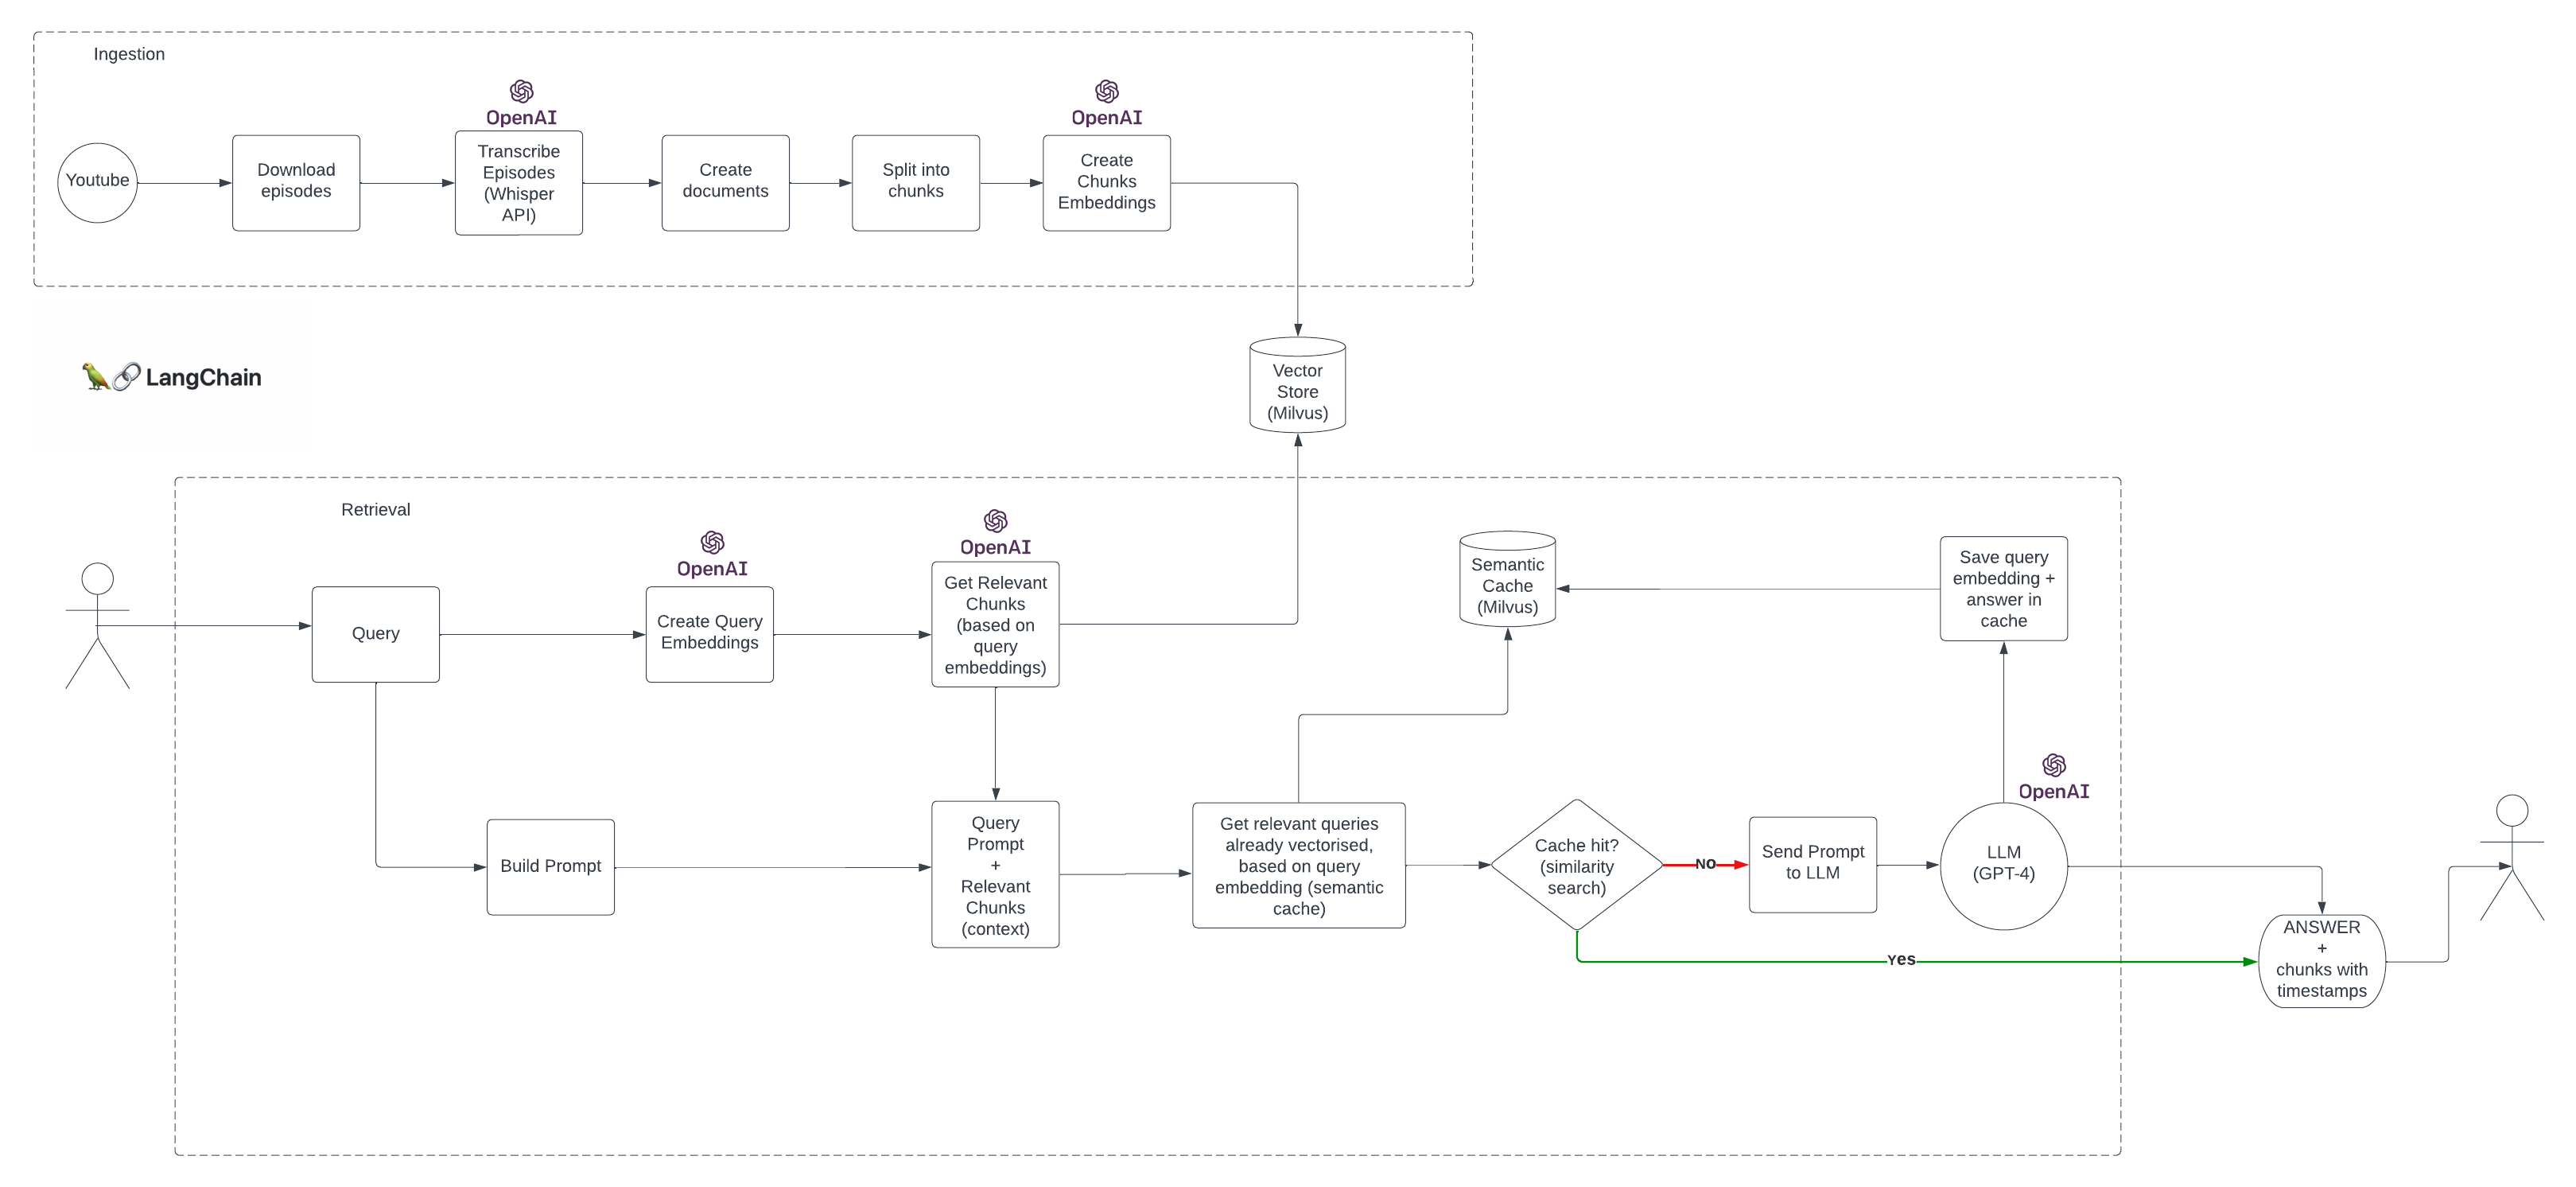 Ingestion
OpenAI
OpenAI
Youtube
Download
episodes
Transcribe
Episodes
(Whisper
API)
Create
documents
Split into
chunks
Create
Chunks
Embeddings
LangChain
Vector
Store
(Milvus)
Retrieval
OpenAI
OpenAI
Query
Create Query
Embeddings
Get Relevant
Chunks
(based on
query
embeddings)
Semantic
Cache
(Milvus)
Save query
embedding +
answer in
cache
OpenAI
Build Prompt
Query
Prompt
+
Relevant
Chunks
(context)
Get relevant queries
already vectorised,
based on query
embedding (semantic
cache)
Cache hit?
(similarity
search)
No
Send Prompt
to LLM
LLM
(GPT-4)
Yes
ANSWER
+
chunks with
timestamps